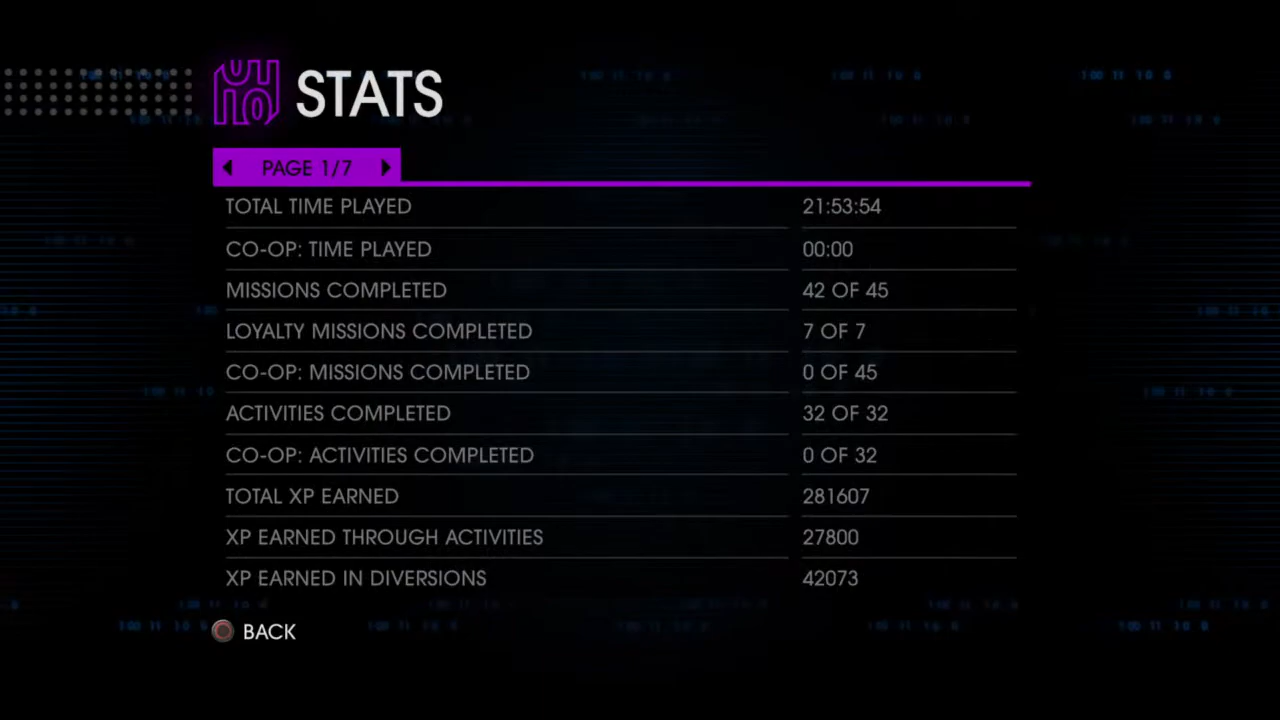 STATS
PAGE 1/7
TOTAL TIME PLAYED 21:53:54
CO-OP: TIME PLAYED 00:00
MISSIONS COMPLETED 42 OF 45
LOYALTY MISSIONS COMPLETED 7 OF 7
CO-OP: MISSIONS COMPLETED 0 OF 45
ACTIVITIES COMPLETED 32 OF 32
CO-OP: ACTIVITIES COMPLETED 0 OF 32
TOTAL XP EARNED 281607
XP EARNED THROUGH ACTIVITIES 27800
XP EARNED IN DIVERSIONS 42073
BACK